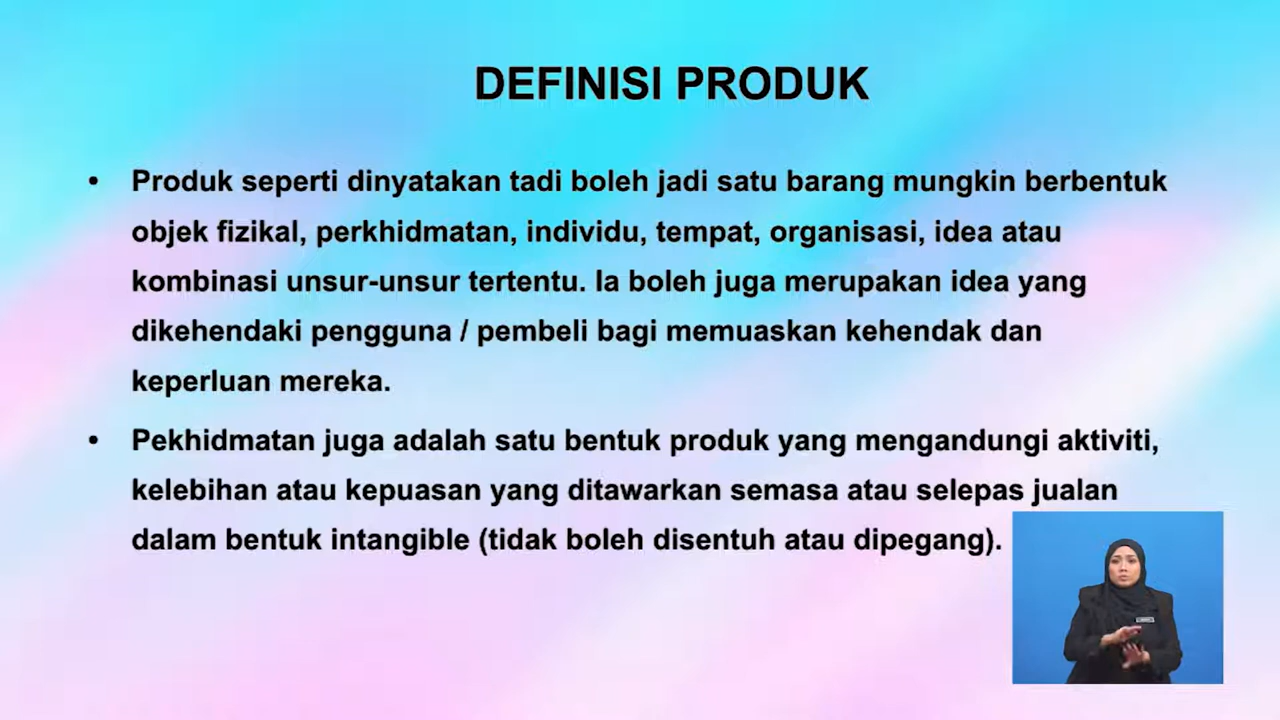 DEFINISI PRODUK
• Produk seperti dinyatakan tadi boleh jadi satu barang mungkin berbentuk
objek fizikal, perkhidmatan, individu, tempat, organisasi, idea atau
kombinasi unsur-unsur tertentu. Ia boleh juga merupakan idea yang
dikehendaki pengguna / pembeli bagi memuaskan kehendak dan
keperluan mereka.
• Pekhidmatan juga adalah satu bentuk produk yang mengandungi aktiviti,
kelebihan atau kepuasan yang ditawarkan semasa atau selepas jualan
dalam bentuk intangible (tidak boleh disentuh atau dipegang).